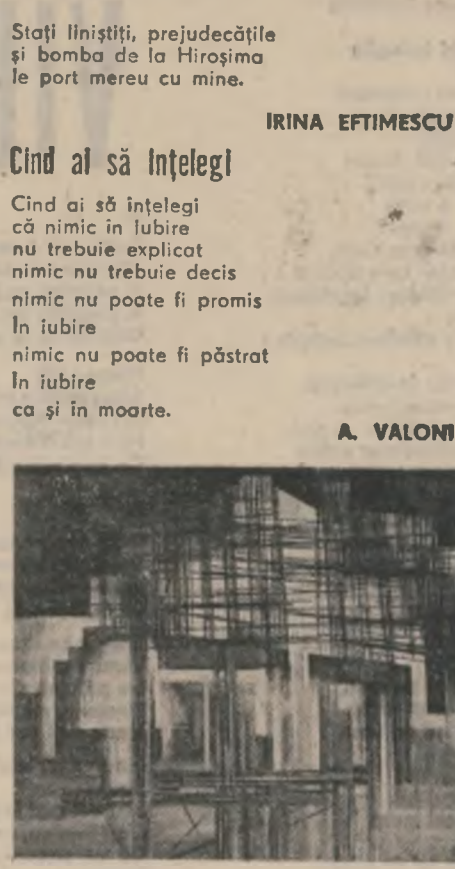 Stați liniștiți, prejudecățile
și bomba de la Hiroșima
le port mereu cu mine.
IRINA EFTIMESCU
Cind ai să înțelegi
Cind ai să înțelegi
că nimic în iubire
nu trebuie explicat
nimic nu trebuie decis
nimic nu poate fi promis
În iubire
nimic nu poate fi păstrat
În iubire
ca și în moarte.
A. VALONI